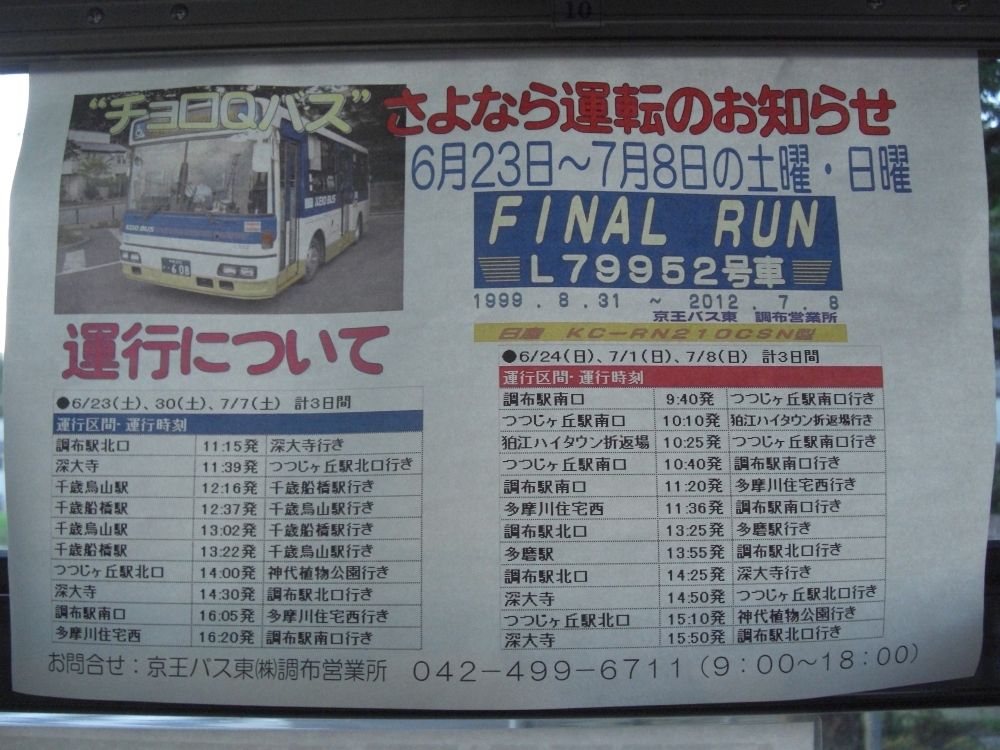 10
“チョロQバス” さよなら運転のお知らせ
6月23日～7月8日の土曜・日曜
FINAL RUN
L79952号車
1999.8.31 ～ 2012.7.8
京王バス東 調布営業所
日産 KC-RN210CSN型
KEIO BUS
KEIO BUS
608
運行について
●6/23(土)、30(土)、7/7(土) 計3日間
運行区間・運行時刻
調布駅北口 11:15発 深大寺行き
深大寺 11:39発 つつじヶ丘駅北口行き
千歳烏山駅 12:16発 千歳船橋駅行き
千歳船橋駅 12:37発 千歳烏山駅行き
千歳烏山駅 13:02発 千歳船橋駅行き
千歳船橋駅 13:22発 千歳烏山駅行き
つつじヶ丘駅北口 14:00発 神代植物公園行き
深大寺 14:30発 調布駅北口行き
調布駅南口 16:05発 多摩川住宅西行き
多摩川住宅西 16:20発 調布駅南口行き
●6/24(日)、7/1(日)、7/8(日) 計3日間
運行区間・運行時刻
調布駅南口 9:40発 つつじヶ丘駅南口行き
つつじヶ丘駅南口 10:10発 狛江ハイタウン折返場行き
狛江ハイタウン折返場 10:25発 つつじヶ丘駅南口行き
つつじヶ丘駅南口 10:40発 調布駅南口行き
調布駅南口 11:20発 多摩川住宅西行き
多摩川住宅西 11:36発 調布駅南口行き
調布駅北口 13:25発 多磨駅行き
多磨駅 13:55発 調布駅北口行き
調布駅北口 14:25発 深大寺行き
深大寺 14:50発 つつじヶ丘駅北口行き
つつじヶ丘駅北口 15:10発 神代植物公園行き
深大寺 15:50発 調布駅北口行き
お問合せ：京王バス東㈱調布営業所 042-499-6711（9：00～18：00）